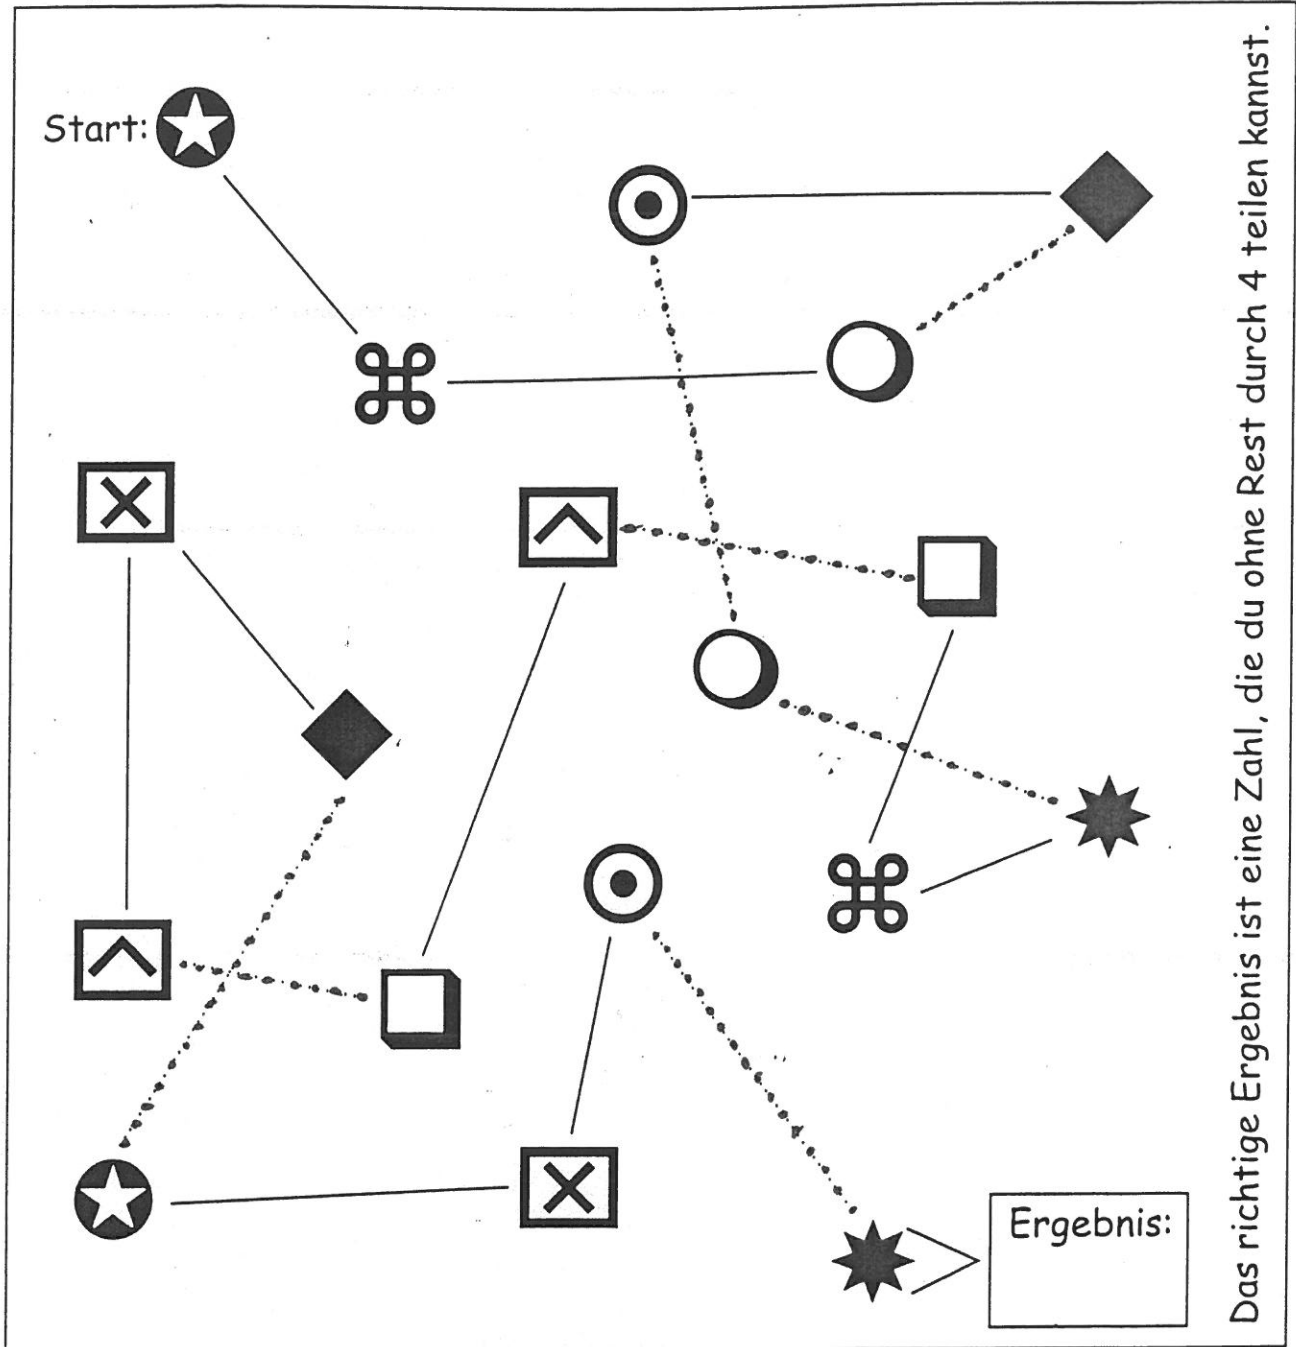 Start:
Ergebnis:
Das richtige Ergebnis ist eine Zahl, die du ohne Rest durch 4 teilen kannst.